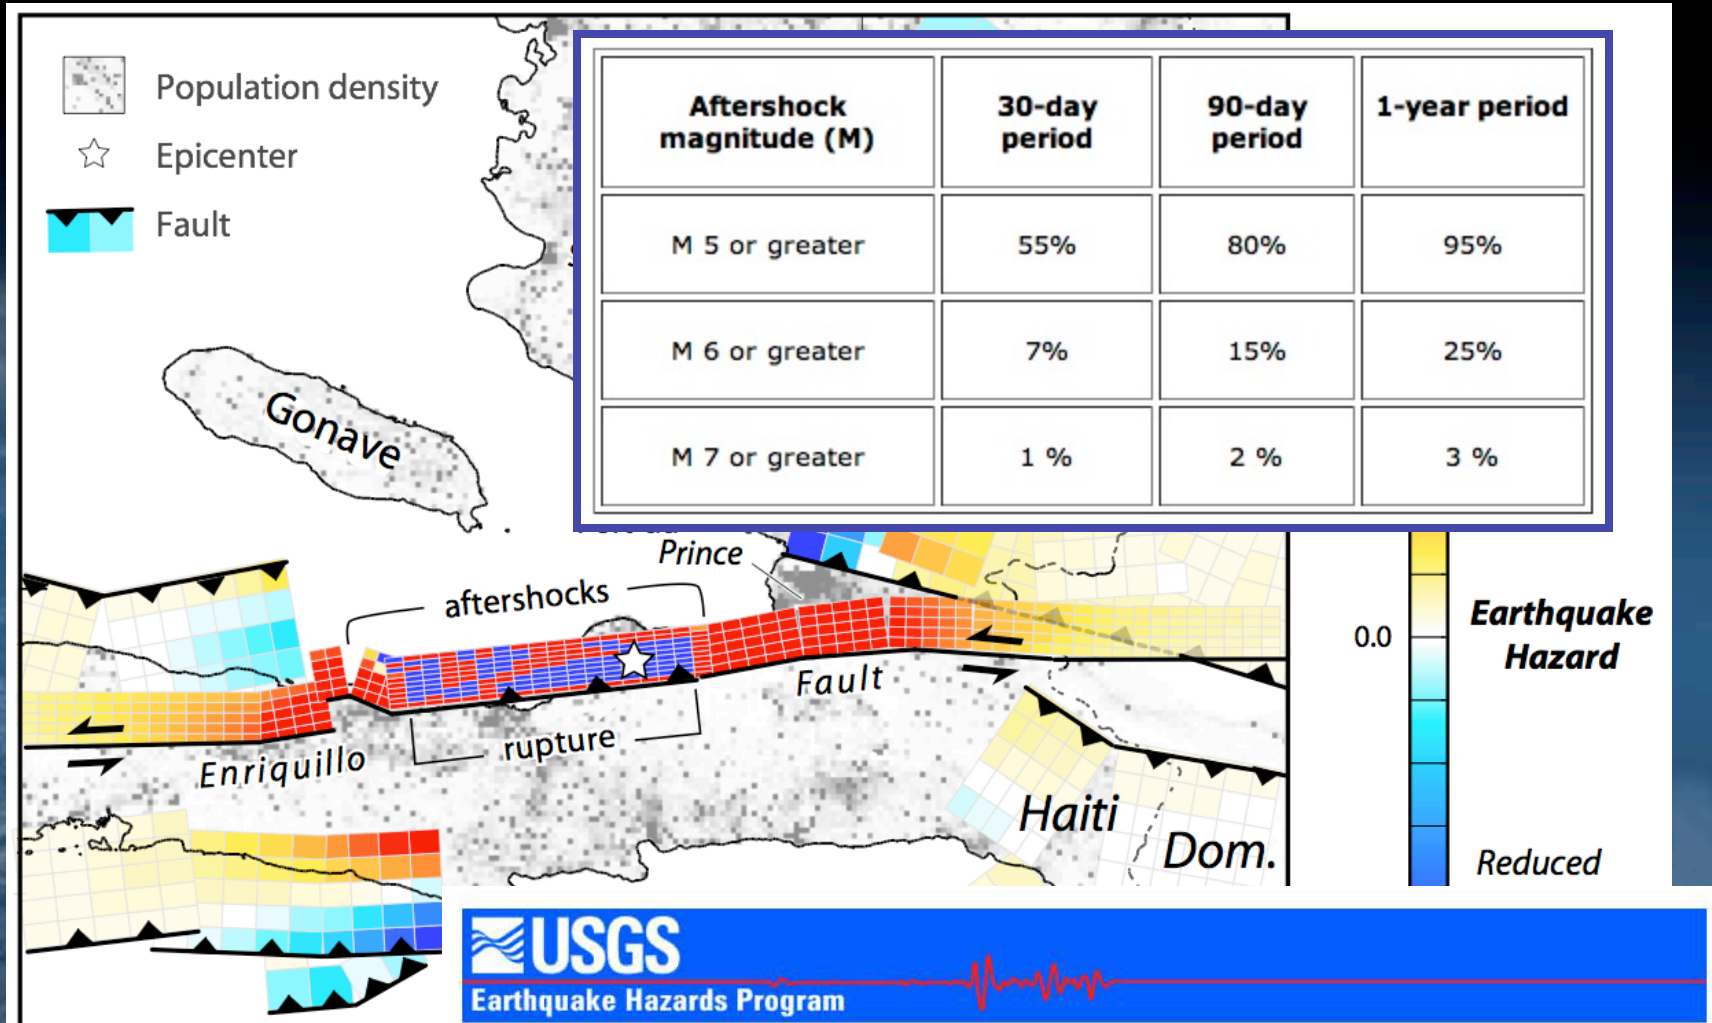 Population density
Epicenter
Fault
Aftershock magnitude (M) 30-day period 90-day period 1-year period
M 5 or greater 55% 80% 95%
M 6 or greater 7% 15% 25%
M 7 or greater 1 % 2 % 3 %
Gonave
Prince
aftershocks
0.0
Earthquake
Hazard
Fault
rupture
Enriquillo
Haiti
Dom.
Reduced
USGS
Earthquake Hazards Program